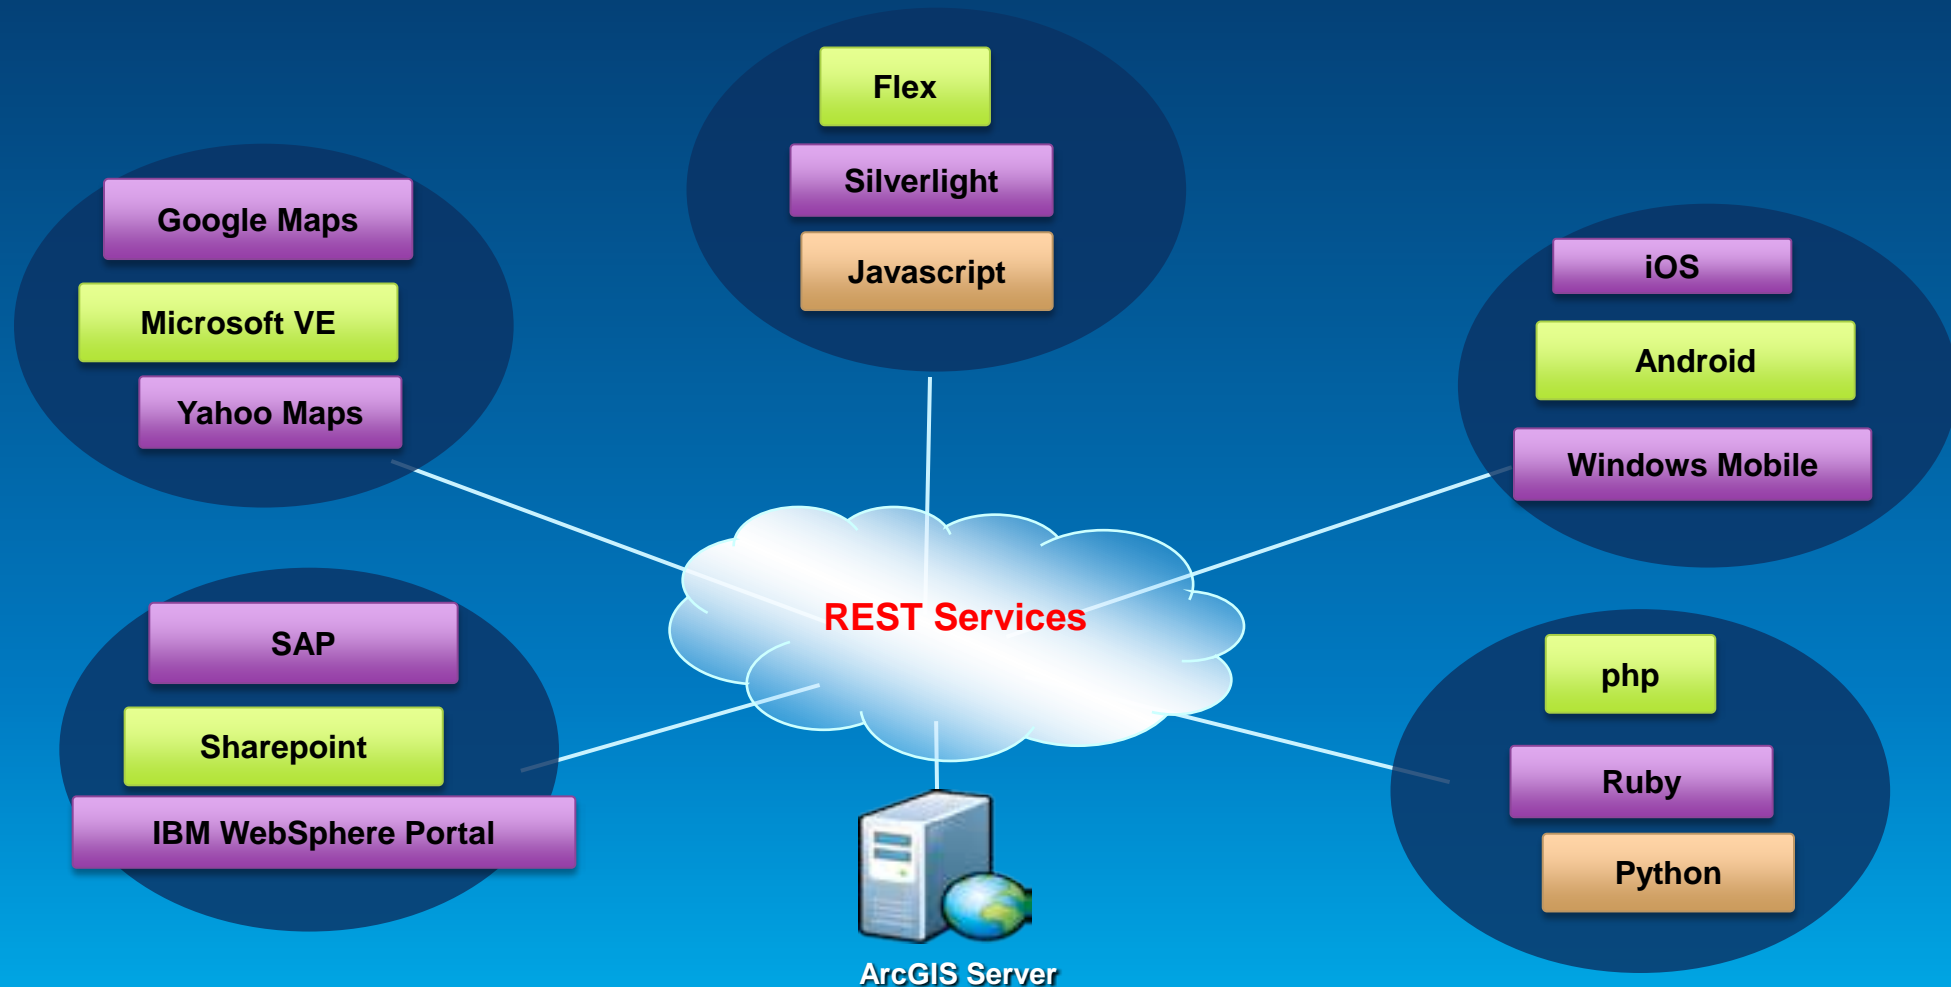 Flex
Silverlight
Javascript
Google Maps
Microsoft VE
Yahoo Maps
iOS
Android
Windows Mobile
REST Services
SAP
Sharepoint
IBM WebSphere Portal
php
Ruby
Python
ArcGIS Server